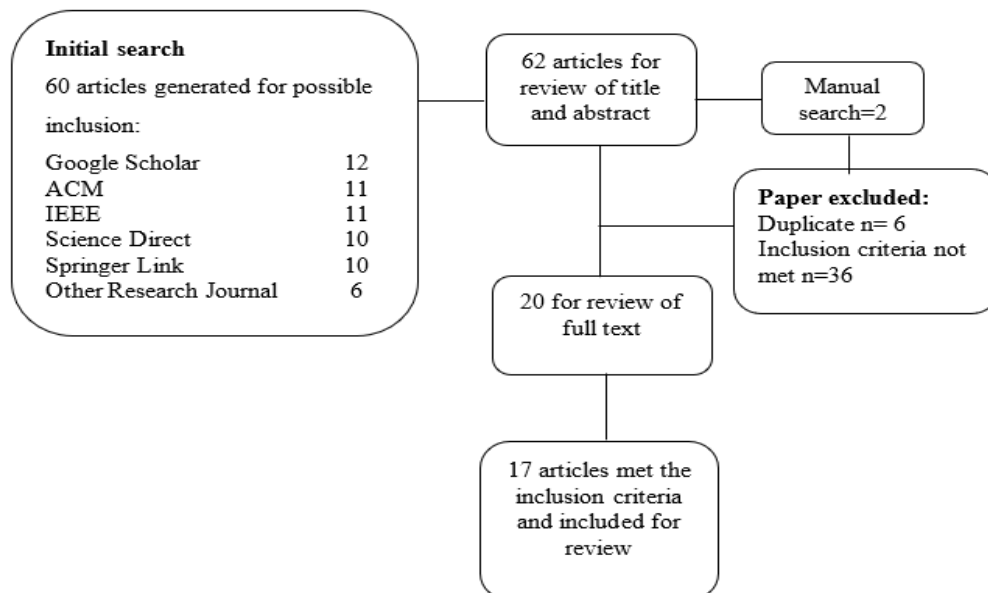 Initial search
60 articles generated for possible
inclusion:
Google Scholar 12
ACM 11
IEEE 11
Science Direct 10
Springer Link 10
Other Research Journal 6
62 articles for
review of title
and abstract
Manual
search=2
Paper excluded:
Duplicate n= 6
Inclusion criteria not
met n=36
20 for review of
full text
17 articles met the
inclusion criteria
and included for
review